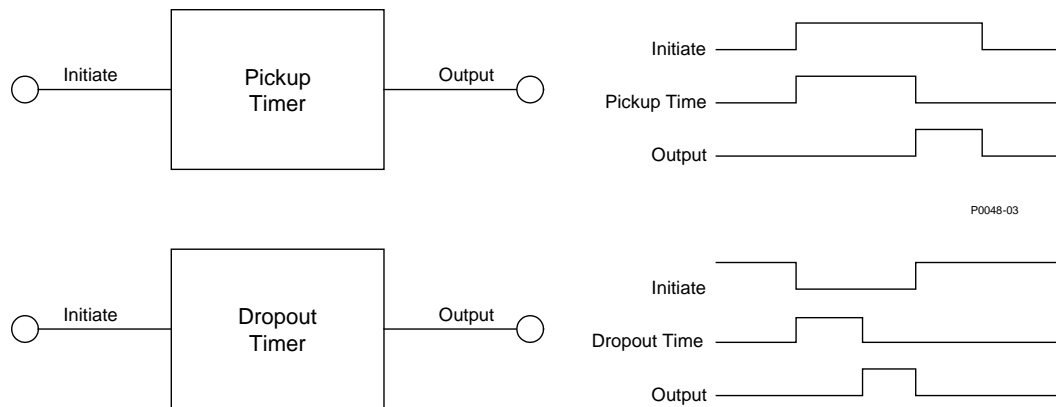 Initiate
Pickup
Timer
Output
Initiate
Pickup Time
Output
P0048-03
Initiate
Dropout
Timer
Output
Initiate
Dropout Time
Output